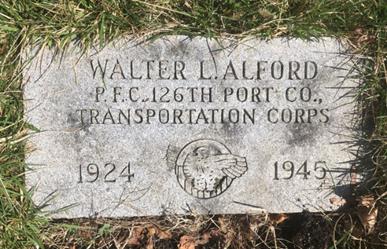 WALTER L. ALFORD
P.F.C., 126TH PORT CO.,
TRANSPORTATION CORPS
1924 1945